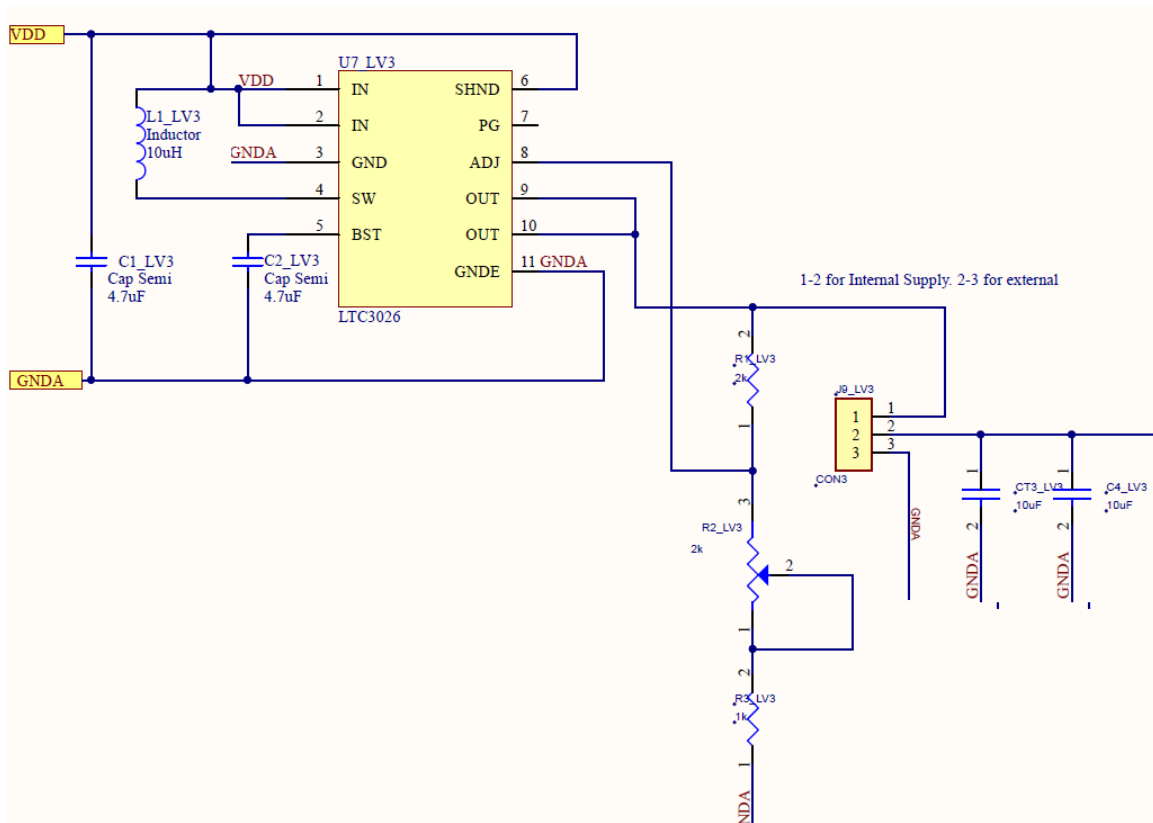 VDD
U7_LV3
VDD
1
IN
SHND
6
2
IN
PG
7
L1_LV3
Inductor
10uH
GNDA
3
GND
ADJ
8
4
SW
OUT
9
5
BST
OUT
10
GNDE
11
GNDA
C1_LV3
Cap Semi
4.7uF
C2_LV3
Cap Semi
4.7uF
LTC3026
GNDA
1-2 for Internal Supply. 2-3 for external
2
R1_LV3
2k
1
J9_LV3
1
1
2
2
3
3
CON3
GNDA
1
CT3_LV3
10uF
2
GNDA
1
C4_LV3
10uF
2
GNDA
3
R2_LV3
2k
2
1
2
R3_LV3
1k
1
NDA